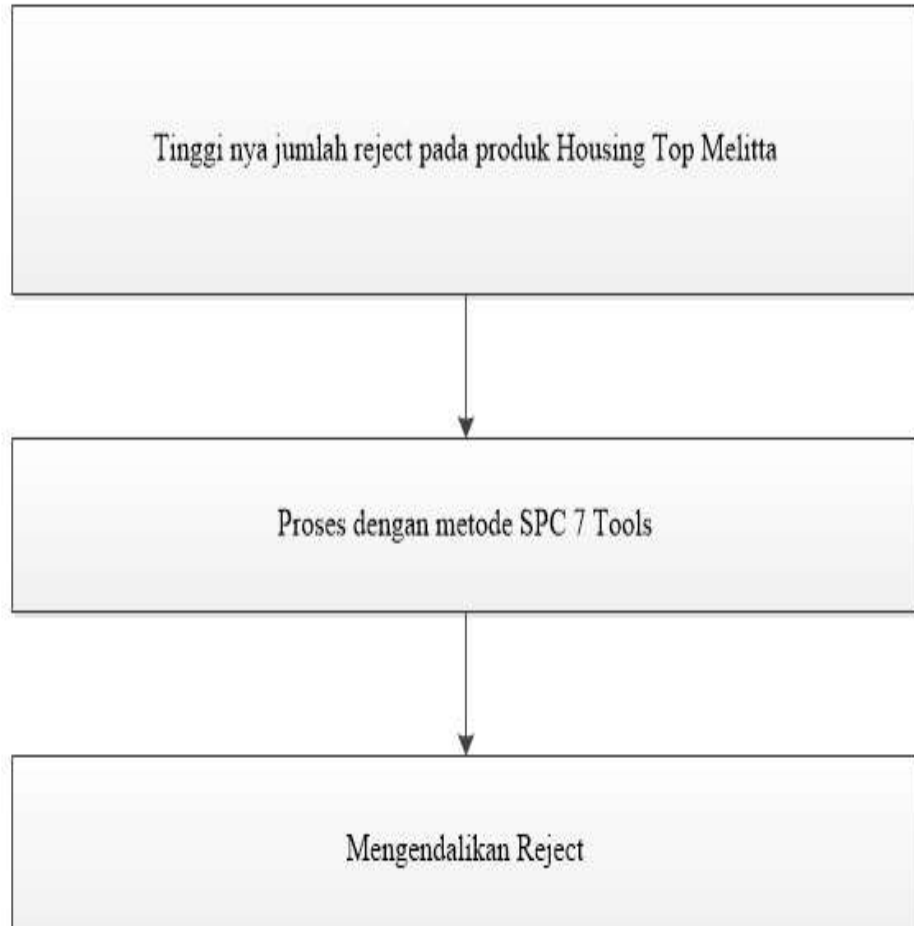 Tinggi nya jumlah reject pada produk Housing Top Melitta
Proses dengan metode SPC 7 Tools
Mengendalikan Reject